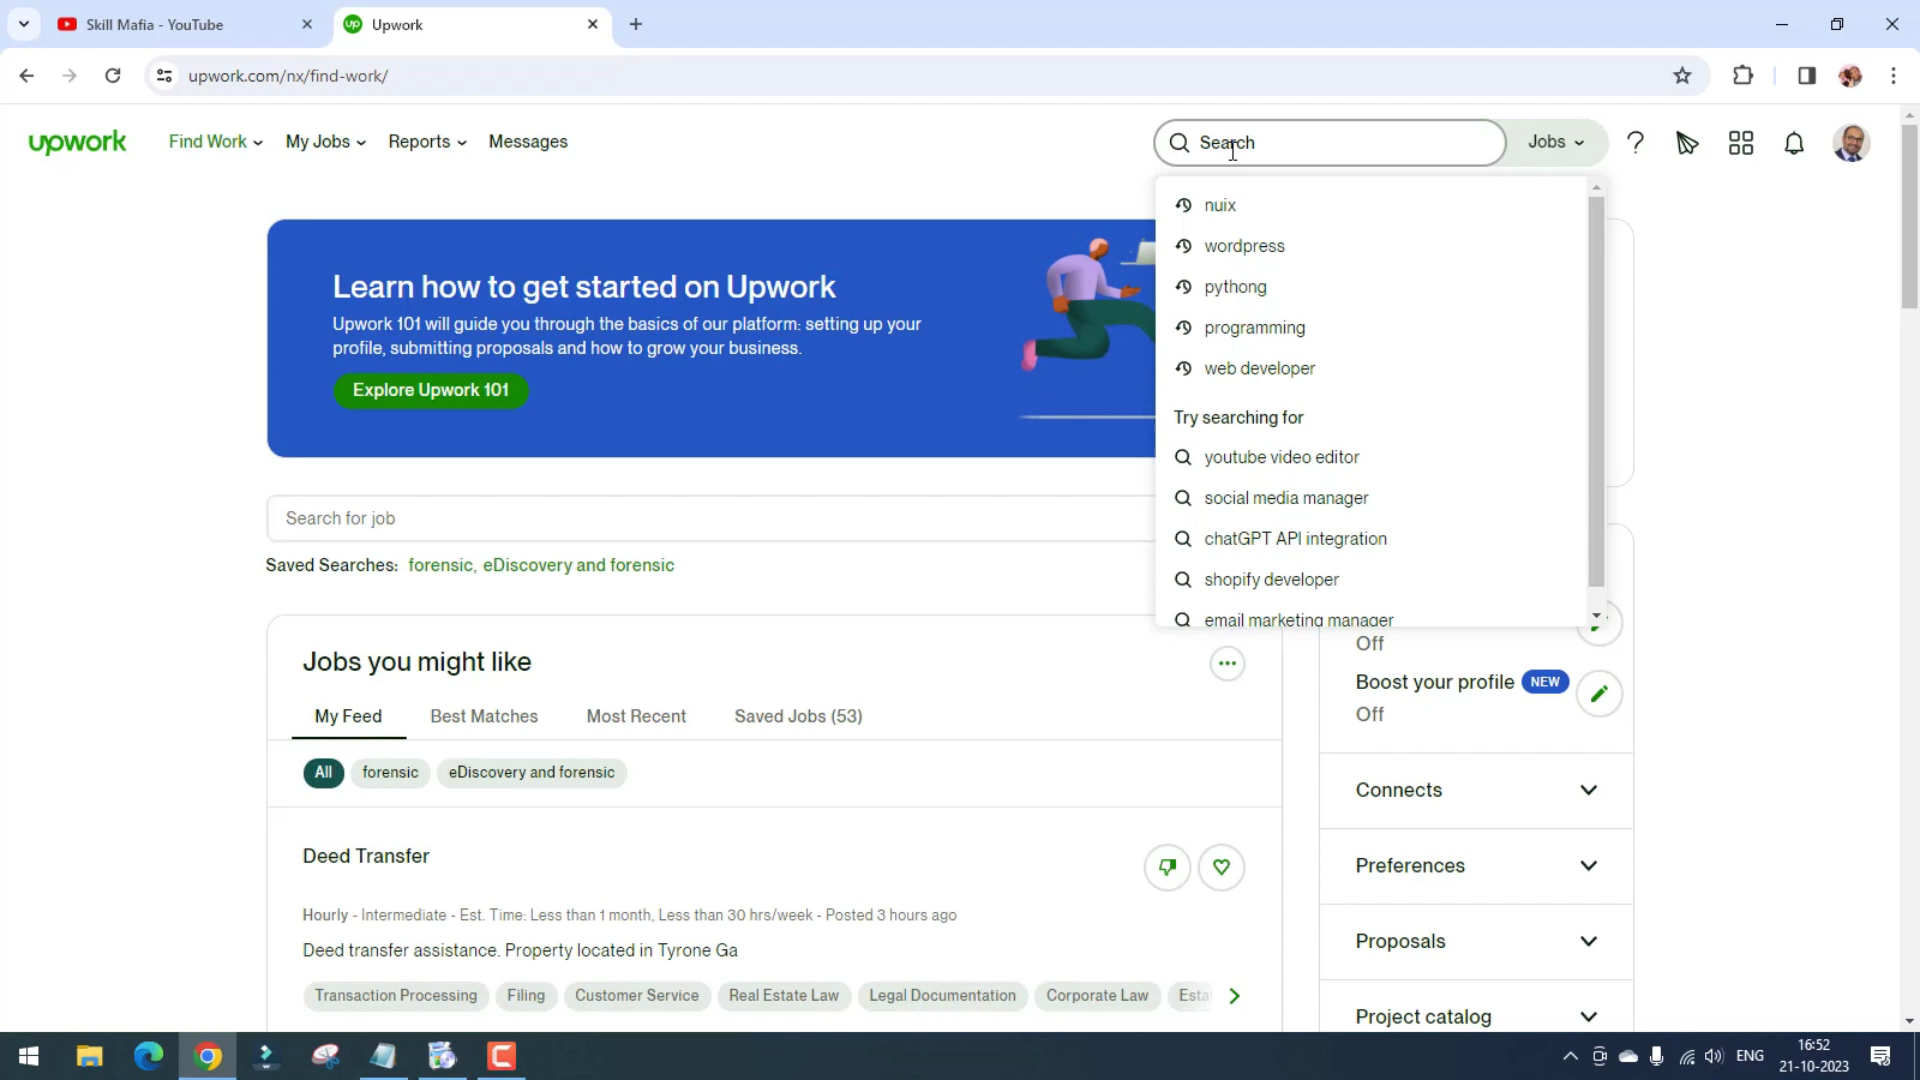 Skill Mafia - YouTube
Upwork
upwork.com/nx/find-work/
upwork
Find Work
My Jobs
Reports
Messages
Search
Jobs
nuix
wordpress
pythong
programming
web developer
Try searching for
youtube video editor
social media manager
chatGPT API integration
shopify developer
email marketing manager
Learn how to get started on Upwork
Upwork 101 will guide you through the basics of our platform: setting up your
profile, submitting proposals and how to grow your business.
Explore Upwork 101
Search for job
Saved Searches: forensic, eDiscovery and forensic
Jobs you might like
My Feed
Best Matches
Most Recent
Saved Jobs (53)
All
forensic
eDiscovery and forensic
Deed Transfer
Hourly - Intermediate - Est. Time: Less than 1 month, Less than 30 hrs/week - Posted 3 hours ago
Deed transfer assistance. Property located in Tyrone Ga
Transaction Processing
Filing
Customer Service
Real Estate Law
Legal Documentation
Corporate Law
Esta
Off
Boost your profile NEW
Off
Connects
Preferences
Proposals
Project catalog
ENG
16:52
21-10-2023